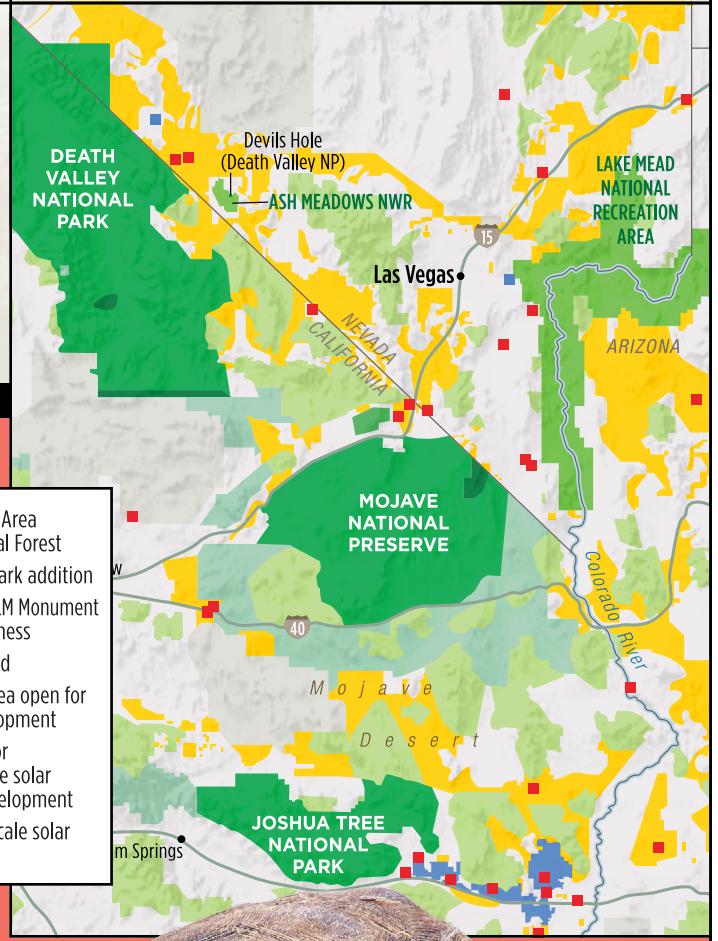 DEATH
VALLEY
NATIONAL
PARK
Devils Hole
(Death Valley NP)
ASH MEADOWS NWR
LAKE MEAD
NATIONAL
RECREATION
AREA
15
Las Vegas
NEVADA
CALIFORNIA
ARIZONA
MOJAVE
NATIONAL
PRESERVE
Area
al Forest
ark addition
LM Monument
ness
d
ea open for
opment
or
e solar
elopment
cale solar
w
40
Colorado River
Mojave
Desert
JOSHUA TREE
NATIONAL
PARK
m Springs